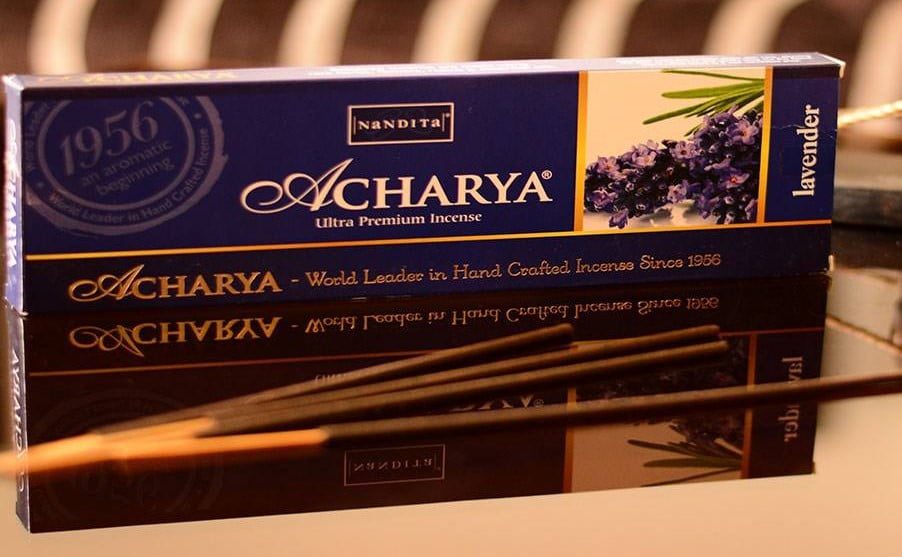 1956
an aromatic
beginning
World Leader in Hand Crafted Incense
NANDITA
ACHARYA®
Ultra Premium Incense
lavender
ACHARYA - World Leader in Hand Crafted Incense Since 1956